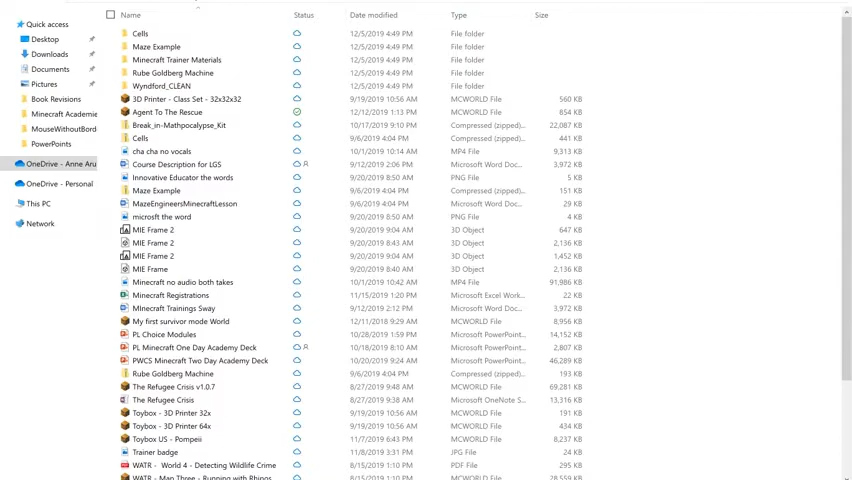 Name Status Date modified Type Size
Quick access
Desktop
Downloads
Documents
Pictures
Book Revisions
Minecraft Academie
MouseWithoutBord
PowerPoints
OneDrive - Anne Aru
OneDrive - Personal
This PC
Network
Cells 12/5/2019 4:49 PM File folder
Maze Example 12/5/2019 4:49 PM File folder
Minecraft Trainer Materials 12/5/2019 4:49 PM File folder
Rube Goldberg Machine 12/5/2019 4:49 PM File folder
Wyndford_CLEAN 12/5/2019 4:49 PM File folder
3D Printer - Class Set - 32x32x32 9/19/2019 10:56 AM MCWORLD File 560 KB
Agent To The Rescue 12/12/2019 1:13 PM MCWORLD File 854 KB
Break_in-Mathpocalypse_Kit 10/17/2019 9:10 PM Compressed (zipped)... 22,087 KB
Cells 9/6/2019 4:04 PM Compressed (zipped)... 441 KB
cha cha no vocals 10/1/2019 10:14 AM MP4 File 9,313 KB
Course Description for LGS 9/12/2019 2:06 PM Microsoft Word Doc... 3,972 KB
Innovative Educator the words 9/20/2019 8:50 AM PNG File 5 KB
Maze Example 9/6/2019 4:04 PM Compressed (zipped)... 151 KB
MazeEngineersMinecraftLesson 9/6/2019 4:04 PM Microsoft Word Doc... 29 KB
microsft the word 9/20/2019 8:50 AM PNG File 4 KB
MIE Frame 2 9/20/2019 9:04 AM 3D Object 647 KB
MIE Frame 2 9/20/2019 8:43 AM 3D Object 2,136 KB
MIE Frame 2 9/20/2019 9:04 AM 3D Object 1,452 KB
MIE Frame 9/20/2019 8:40 AM 3D Object 2,136 KB
Minecraft no audio both takes 10/1/2019 10:42 AM MP4 File 91,986 KB
Minecraft Registrations 11/15/2019 1:20 PM Microsoft Excel Work... 22 KB
MInecraft Trainings Sway 9/12/2019 2:12 PM Microsoft Word Doc... 3,972 KB
My first survivor mode World 12/11/2018 9:29 AM MCWORLD File 8,956 KB
PL Choice Modules 10/28/2019 1:59 PM Microsoft PowerPoint... 14,152 KB
PL Minecraft One Day Academy Deck 10/18/2019 8:10 AM Microsoft PowerPoint... 2,807 KB
PWCS Minecraft Two Day Academy Deck 10/20/2019 9:24 AM Microsoft PowerPoint... 46,289 KB
Rube Goldberg Machine 9/6/2019 4:04 PM Compressed (zipped)... 193 KB
The Refugee Crisis v1.0.7 8/27/2019 9:48 AM MCWORLD File 69,281 KB
The Refugee Crisis 8/27/2019 9:38 AM Microsoft OneNote S... 13,316 KB
Toybox - 3D Printer 32x 9/19/2019 10:56 AM MCWORLD File 191 KB
Toybox - 3D Printer 64x 9/19/2019 10:56 AM MCWORLD File 434 KB
Toybox US - Pompeii 11/7/2019 6:43 PM MCWORLD File 8,237 KB
Trainer badge 11/8/2019 3:31 PM JPG File 24 KB
WATR - World 4 - Detecting Wildlife Crime 8/15/2019 1:10 PM PDF File 295 KB
WATR - Map Three - Running with Rhinos 8/15/2019 1:10 PM MCWORLD File 28,559 KB